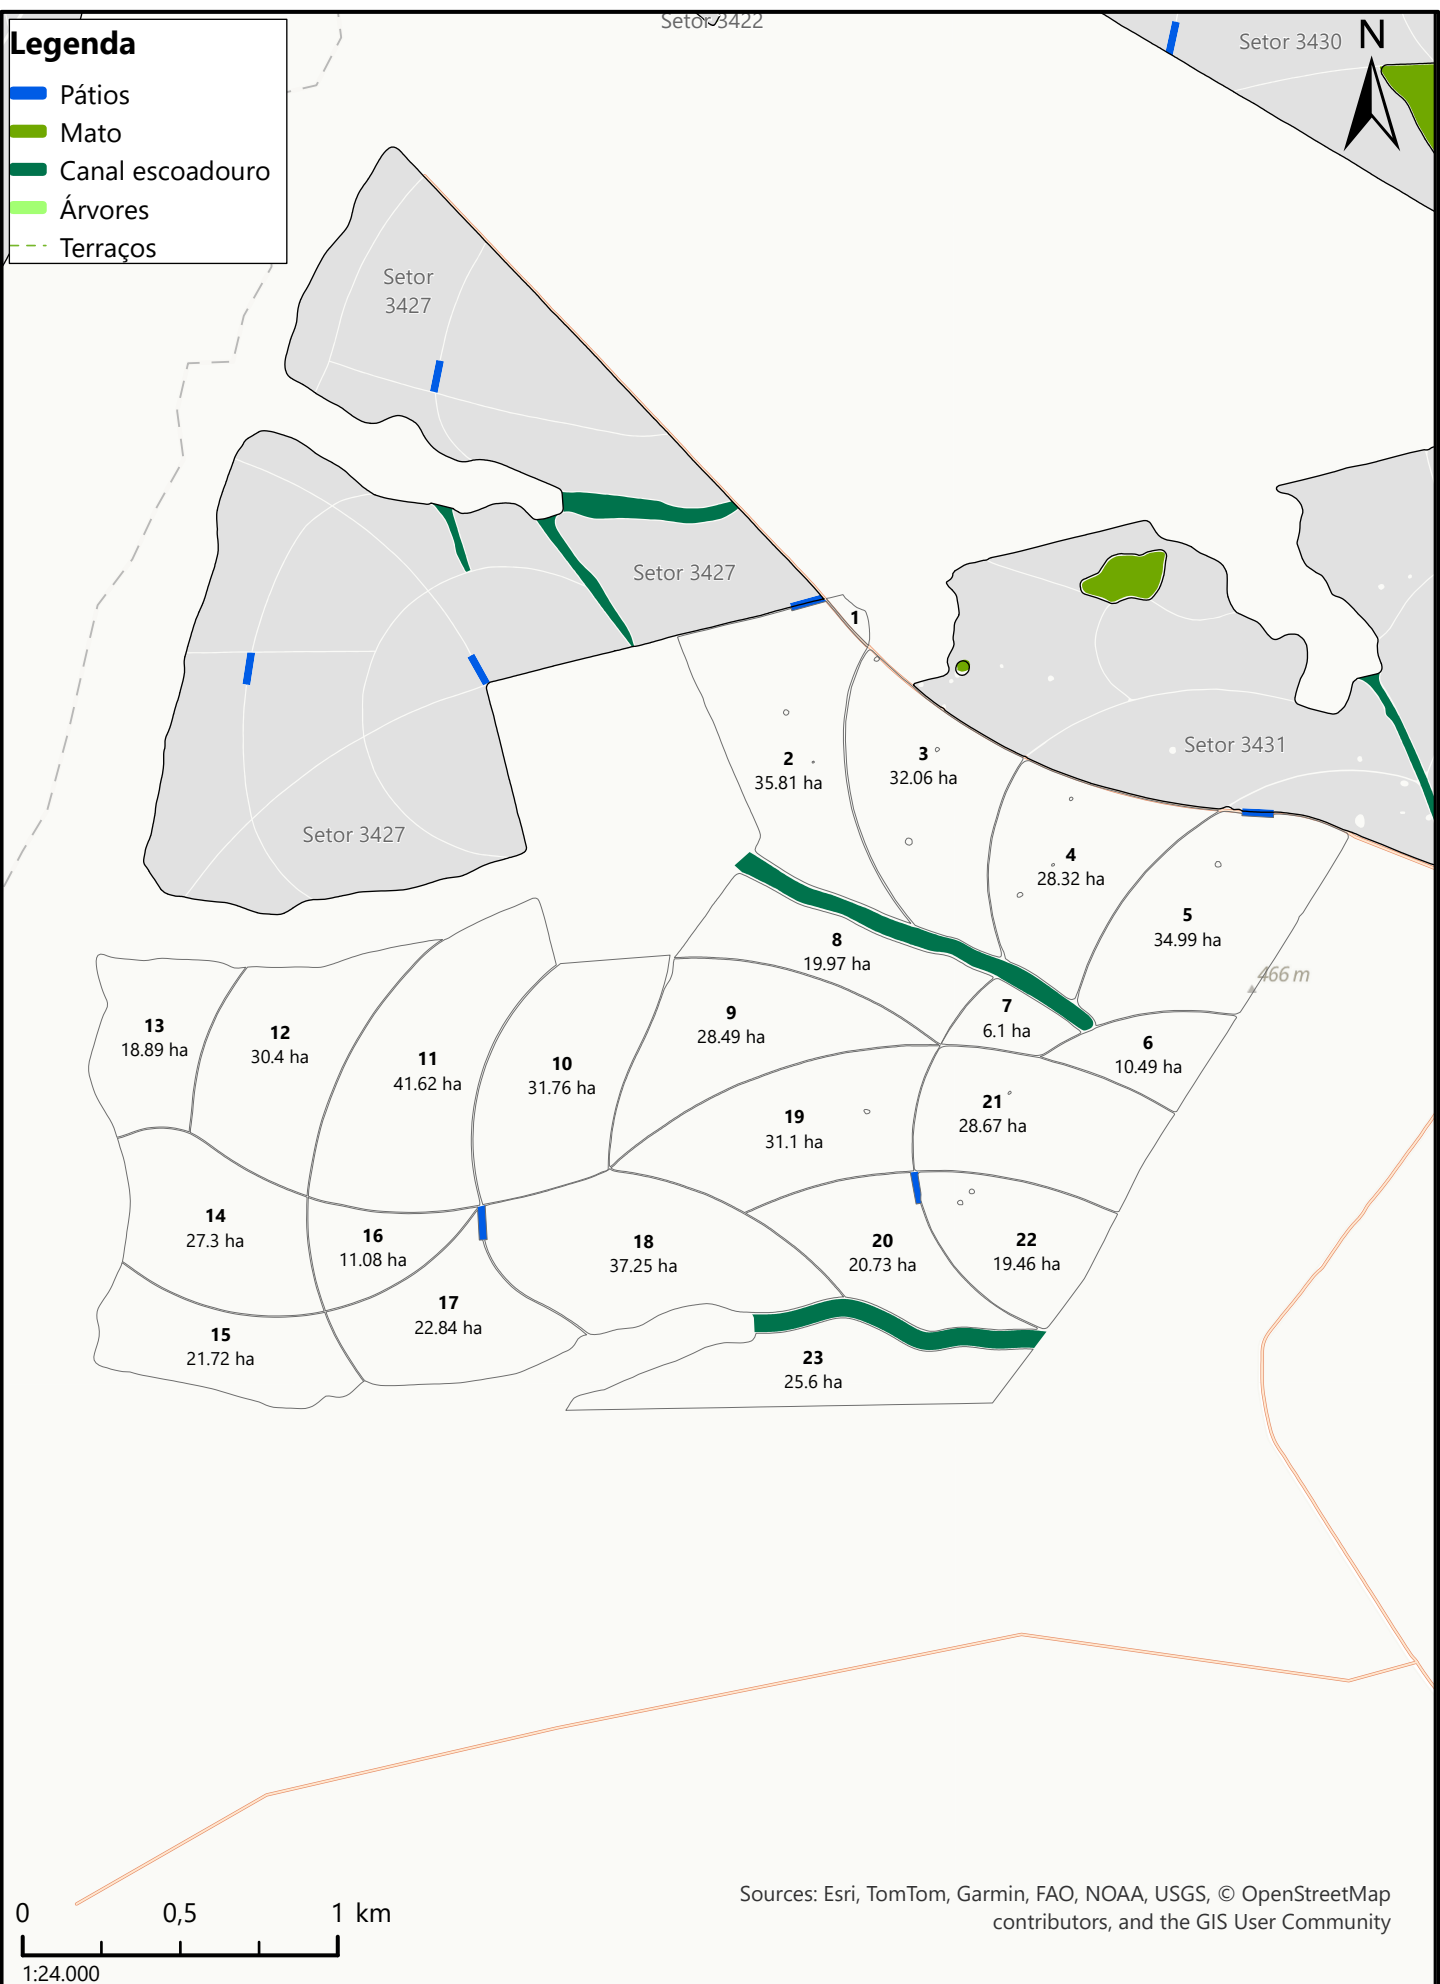 Setor 3422
Setor 3430
N
Legenda
Pátios
Mato
Canal escoadouro
Árvores
Terraços
Setor
3427
Setor 3427
1
Setor 3431
2
35.81 ha
3
32.06 ha
Setor 3427
4
28.32 ha
5
34.99 ha
8
19.97 ha
466 m
7
6.1 ha
9
28.49 ha
13
18.89 ha
12
30.4 ha
6
10.49 ha
11
41.62 ha
10
31.76 ha
21
28.67 ha
19
31.1 ha
14
27.3 ha
16
11.08 ha
18
37.25 ha
20
20.73 ha
22
19.46 ha
17
22.84 ha
15
21.72 ha
23
25.6 ha
Sources: Esri, TomTom, Garmin, FAO, NOAA, USGS, © OpenStreetMap
contributors, and the GIS User Community
0 0,5 1 km
1:24.000